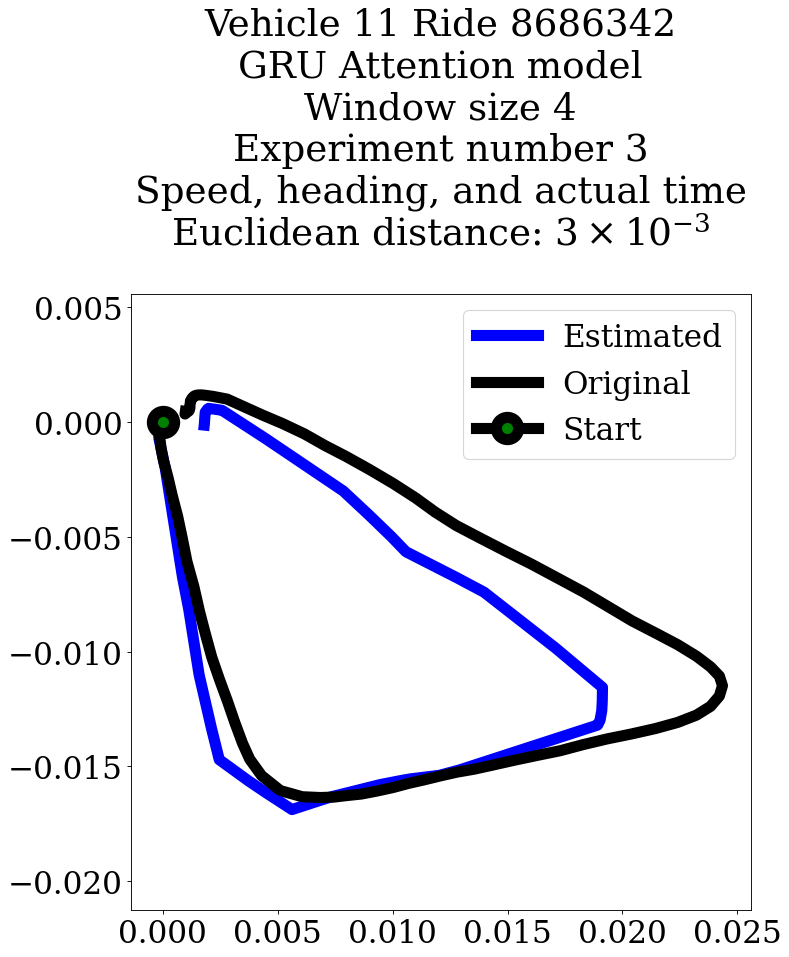 Vehicle 11 Ride 8686342
GRU Attention model
Window size 4
Experiment number 3
Speed, heading, and actual time
Euclidean distance: 3 × 10⁻³
0.005
0.000
−0.005
−0.010
−0.015
−0.020
Estimated
Original
Start
0.000 0.005 0.010 0.015 0.020 0.025